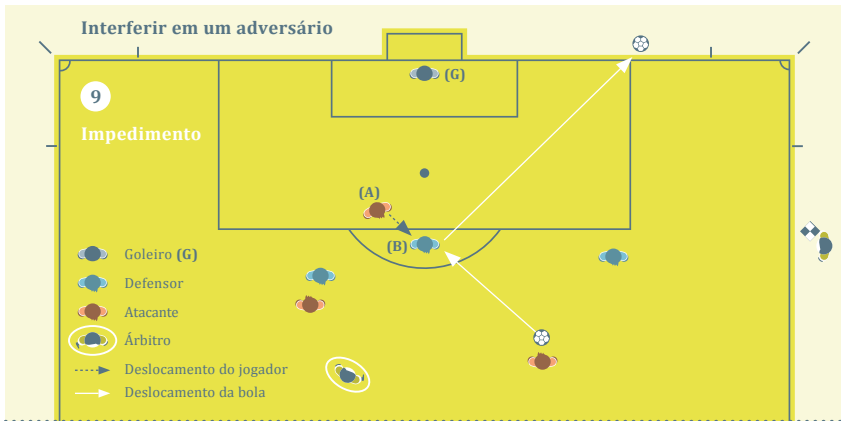 Interferir em um adversário
(G)
9
Impedimento
(A)
(B)
Goleiro (G)
Defensor
Atacante
Árbitro
Deslocamento do jogador
Deslocamento da bola